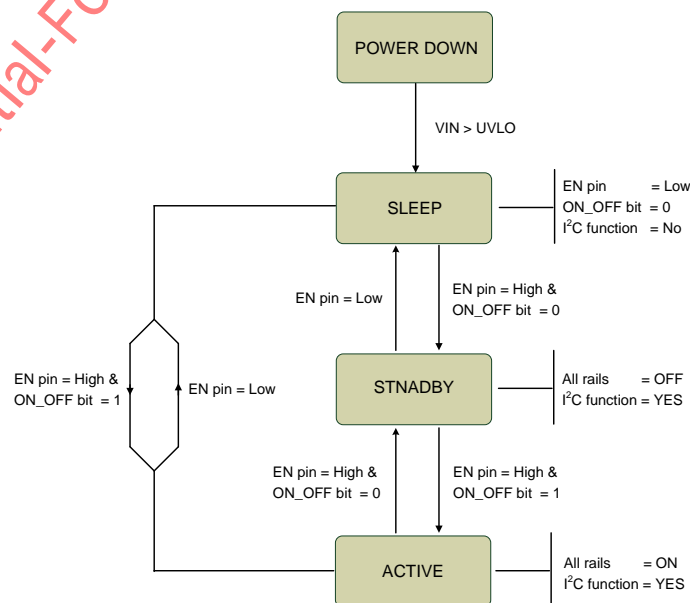 tial-Fo
POWER DOWN
VIN > UVLO
SLEEP
EN pin = Low
ON_OFF bit = 0
I²C function = No
EN pin = Low
EN pin = High &
ON_OFF bit = 0
EN pin = High &
ON_OFF bit = 1
EN pin = Low
STNADBY
All rails = OFF
I²C function = YES
EN pin = High &
ON_OFF bit = 0
EN pin = High &
ON_OFF bit = 1
ACTIVE
All rails = ON
I²C function = YES